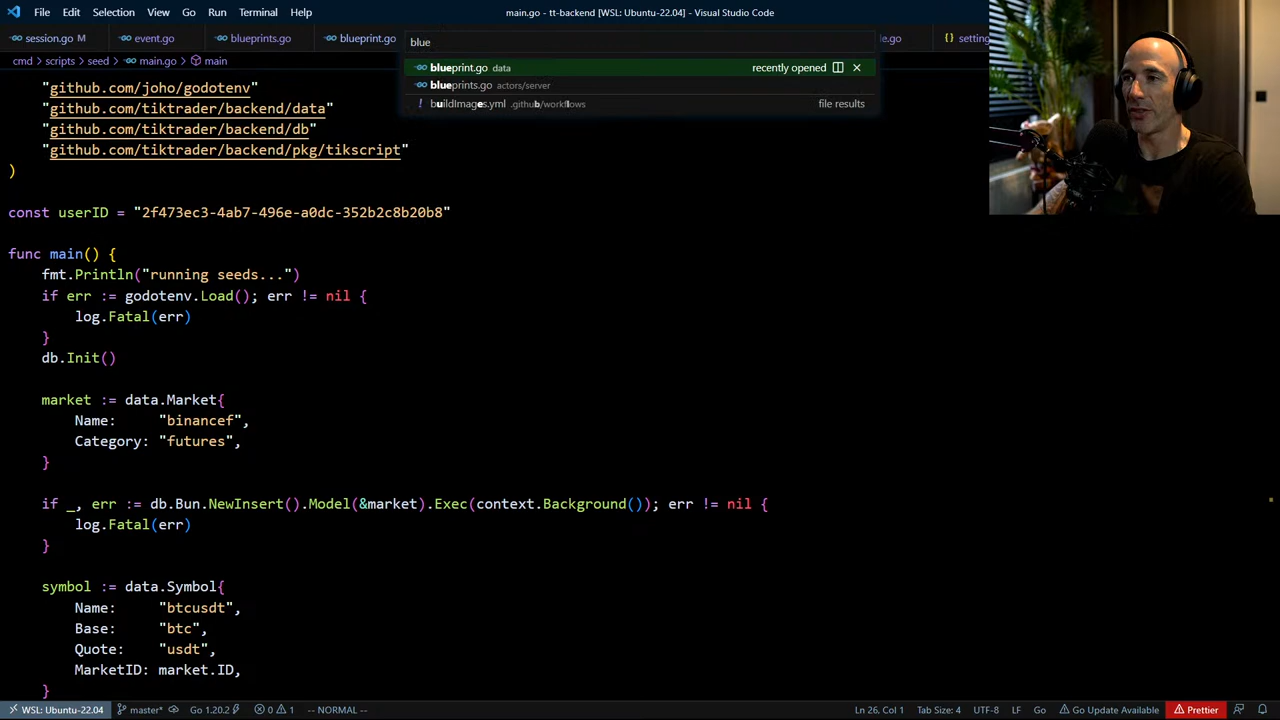 File Edit Selection View Go Run Terminal Help
main.go - tt-backend [WSL: Ubuntu-22.04] - Visual Studio Code
session.go M event.go blueprints.go blueprint.go
blue
le.go {} setting
cmd > scripts > seed > main.go > main
blueprint.go data recently opened
blueprints.go actors/server
! buildImages.yml .github/workflows file results
"github.com/joho/godotenv"
"github.com/tiktrader/backend/data"
"github.com/tiktrader/backend/db"
"github.com/tiktrader/backend/pkg/tikscript"
)
const userID = "2f473ec3-4ab7-496e-a0dc-352b2c8b20b8"
func main() {
fmt.Println("running seeds...")
if err := godotenv.Load(); err != nil {
log.Fatal(err)
}
db.Init()
market := data.Market{
Name: "binancef",
Category: "futures",
}
if _, err := db.Bun.NewInsert().Model(&market).Exec(context.Background()); err != nil {
log.Fatal(err)
}
symbol := data.Symbol{
Name: "btcusdt",
Base: "btc",
Quote: "usdt",
MarketID: market.ID,
}
WSL: Ubuntu-22.04 master* Go 1.20.2 0 1 -- NORMAL -- Ln 26, Col 1 Tab Size: 4 UTF-8 LF Go Go Update Available Prettier